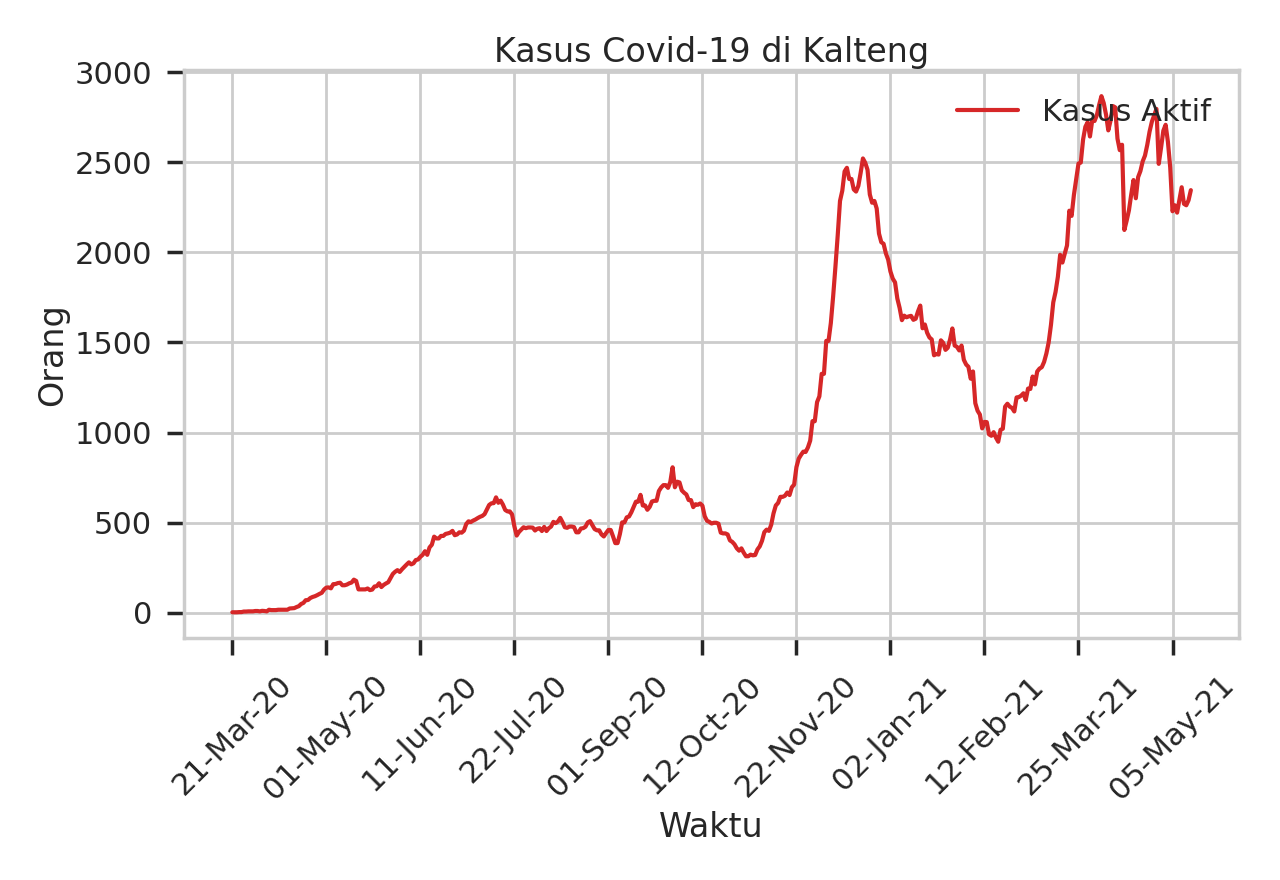 Kasus Covid-19 di Kalteng
Kasus Aktif
Orang
3000
2500
2000
1500
1000
500
0
21-Mar-20
01-May-20
11-Jun-20
22-Jul-20
01-Sep-20
12-Oct-20
22-Nov-20
02-Jan-21
12-Feb-21
25-Mar-21
05-May-21
Waktu